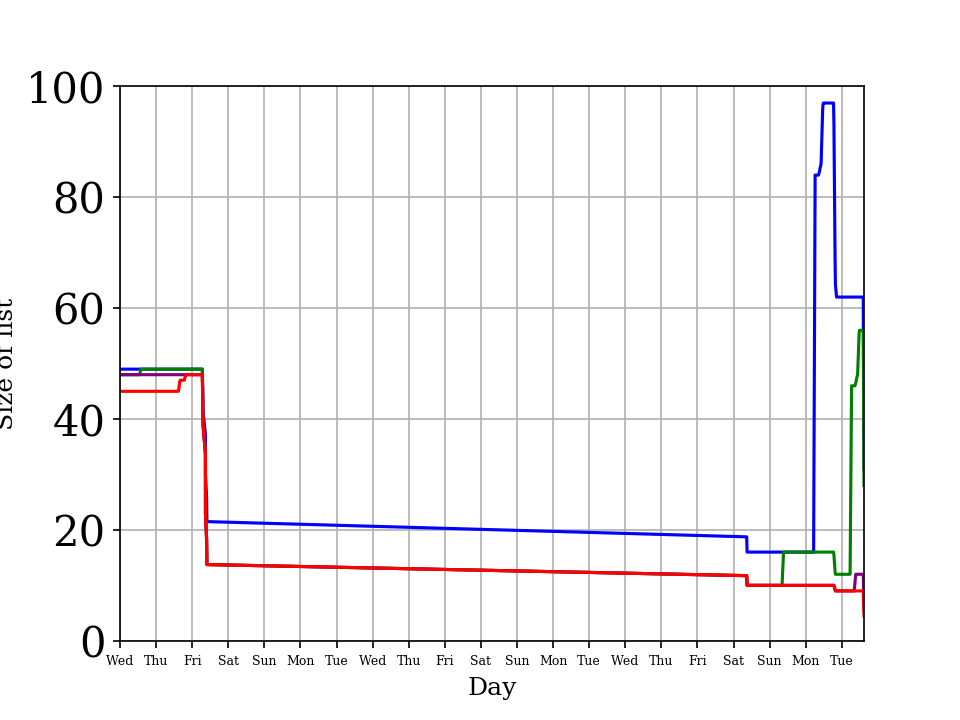 100
80
60
40
20
0
Size of list
Wed Thu Fri Sat Sun Mon Tue Wed Thu Fri Sat Sun Mon Tue Wed Thu Fri Sat Sun Mon Tue
Day